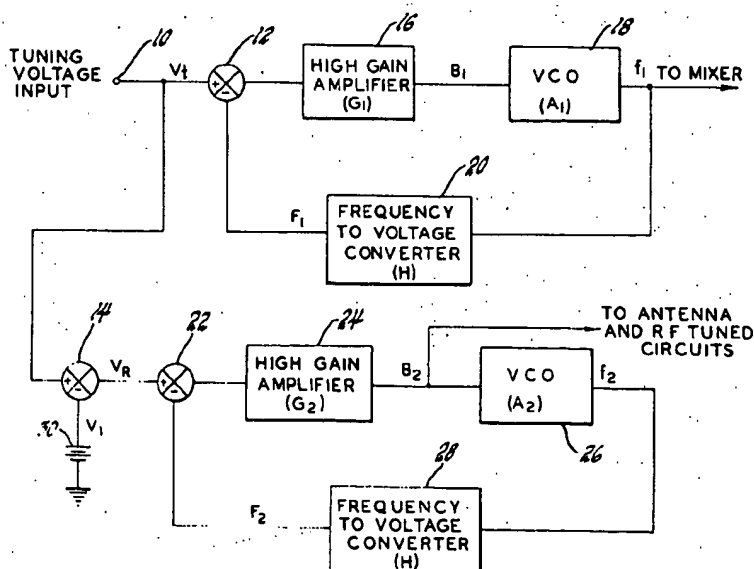 10
TUNING
VOLTAGE
INPUT
Vt
12
+
-
16
HIGH GAIN
AMPLIFIER
(G1)
B1
18
VCO
(A1)
f1
TO MIXER
20
F1
FREQUENCY
TO VOLTAGE
CONVERTER
(H)
14
+
-
VR
V1
30
22
+
-
24
HIGH GAIN
AMPLIFIER
(G2)
B2
TO ANTENNA
AND RF TUNED
CIRCUITS
VCO
(A2)
f2
26
28
F2
FREQUENCY
TO VOLTAGE
CONVERTER
(H)